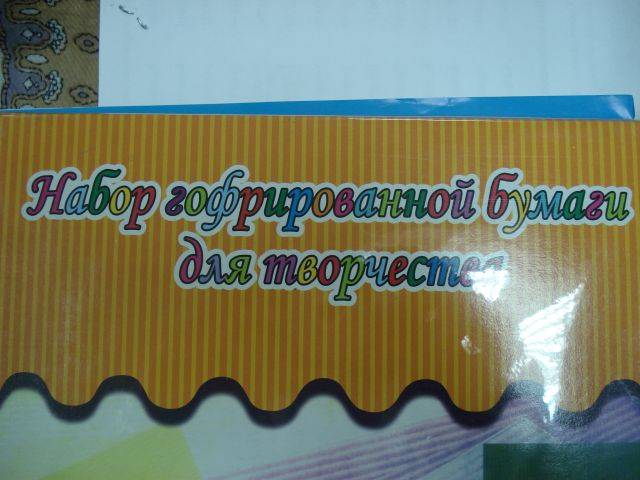 Набор гофрированной бумаги
для творчества